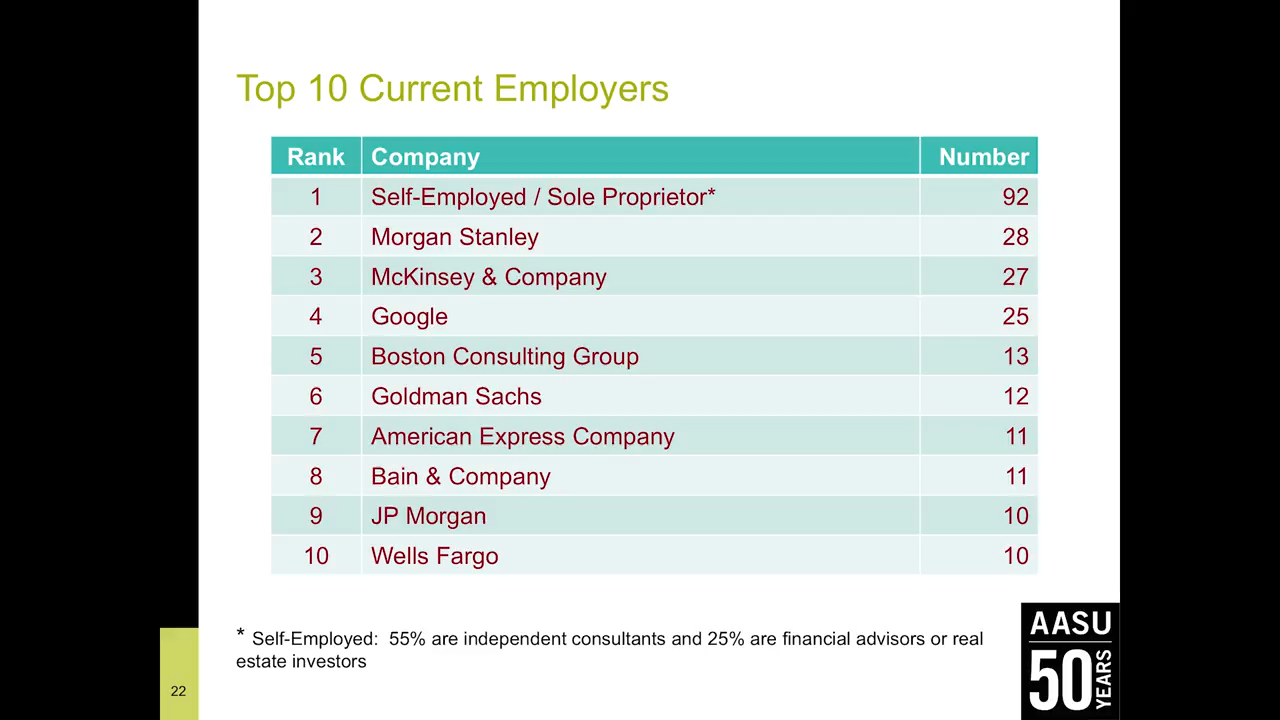 Top 10 Current Employers
Rank Company Number
1 Self-Employed / Sole Proprietor* 92
2 Morgan Stanley 28
3 McKinsey & Company 27
4 Google 25
5 Boston Consulting Group 13
6 Goldman Sachs 12
7 American Express Company 11
8 Bain & Company 11
9 JP Morgan 10
10 Wells Fargo 10
* Self-Employed: 55% are independent consultants and 25% are financial advisors or real
estate investors
22
AASU
50 YEARS